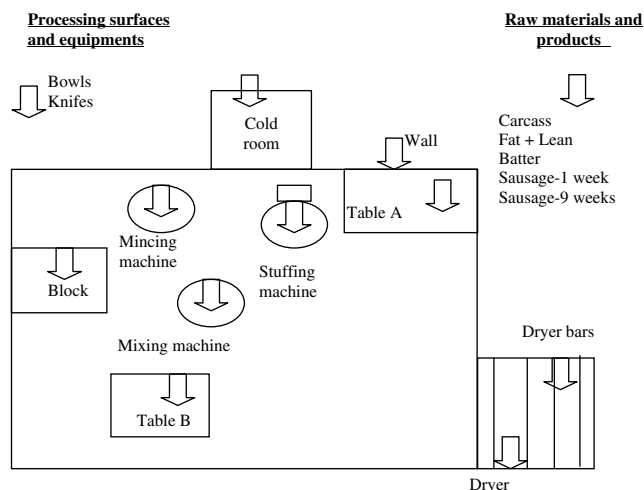 Processing surfaces
and equipments
Raw materials and
products
Bowls
Knifes
Cold
room
Wall
Carcass
Fat + Lean
Batter
Sausage-1 week
Sausage-9 weeks
Table A
Mincing
machine
Stuffing
machine
Block
Mixing machine
Dryer bars
Table B
Dryer